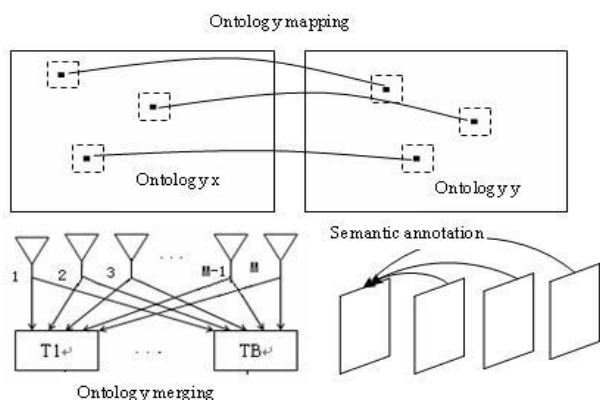 Ontology mapping
Ontology x
Ontology y
Semantic annotation
1 2 3 . . . M-1 M
T1↵ . . . TB↵
Ontology merging